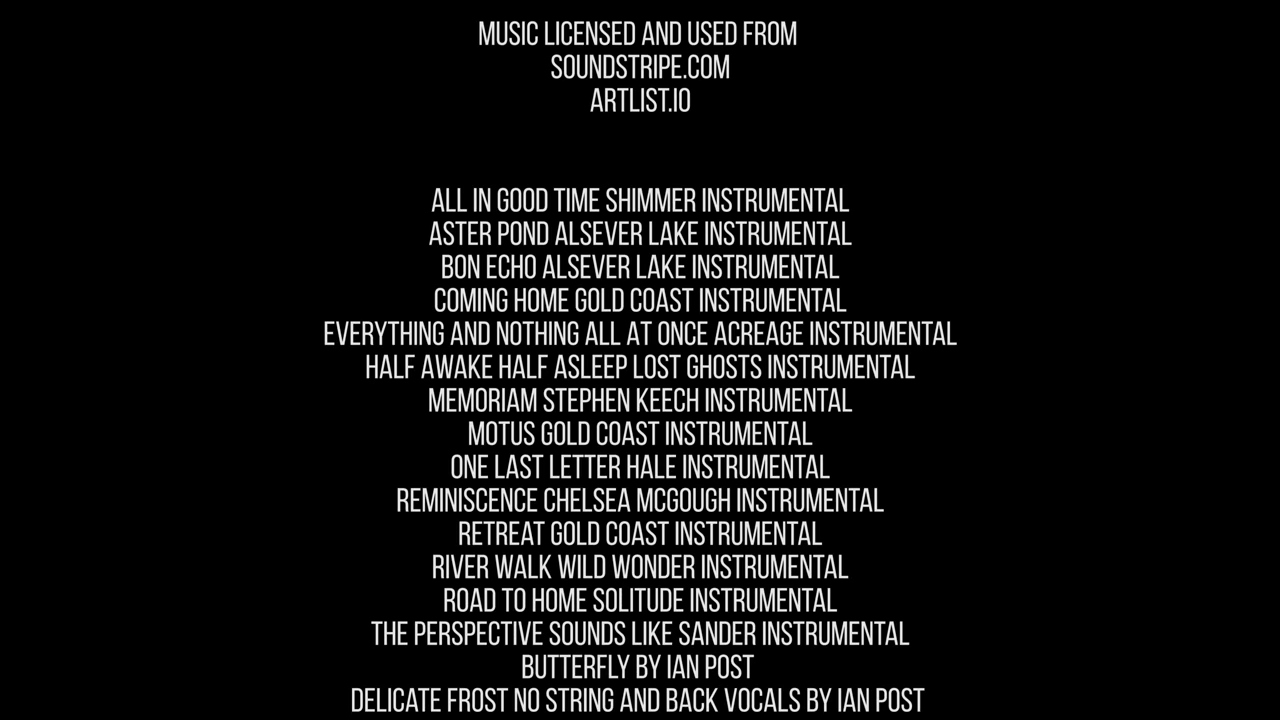 MUSIC LICENSED AND USED FROM
SOUNDSTRIPE.COM
ARTLIST.IO
ALL IN GOOD TIME SHIMMER INSTRUMENTAL
ASTER POND ALSEVER LAKE INSTRUMENTAL
BON ECHO ALSEVER LAKE INSTRUMENTAL
COMING HOME GOLD COAST INSTRUMENTAL
EVERYTHING AND NOTHING ALL AT ONCE ACREAGE INSTRUMENTAL
HALF AWAKE HALF ASLEEP LOST GHOSTS INSTRUMENTAL
MEMORIAM STEPHEN KEECH INSTRUMENTAL
MOTUS GOLD COAST INSTRUMENTAL
ONE LAST LETTER HALE INSTRUMENTAL
REMINISCENCE CHELSEA MCGOUGH INSTRUMENTAL
RETREAT GOLD COAST INSTRUMENTAL
RIVER WALK WILD WONDER INSTRUMENTAL
ROAD TO HOME SOLITUDE INSTRUMENTAL
THE PERSPECTIVE SOUNDS LIKE SANDER INSTRUMENTAL
BUTTERFLY BY IAN POST
DELICATE FROST NO STRING AND BACK VOCALS BY IAN POST